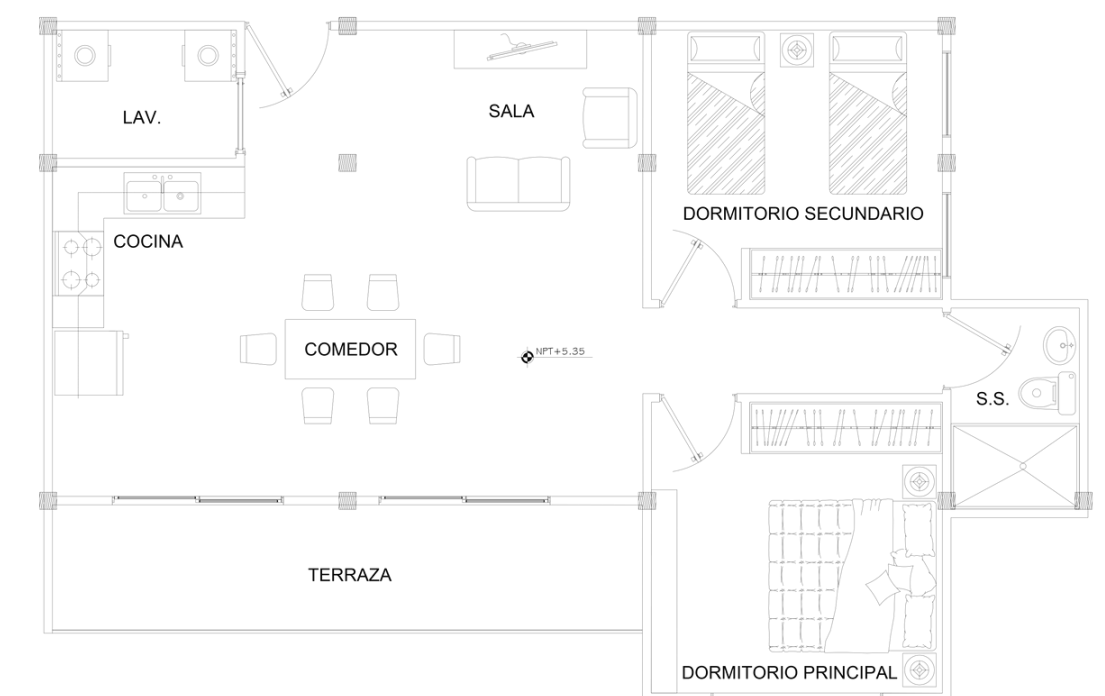 LAV.
SALA
COCINA
DORMITORIO SECUNDARIO
COMEDOR
NPT+5.35
S.S.
TERRAZA
DORMITORIO PRINCIPAL